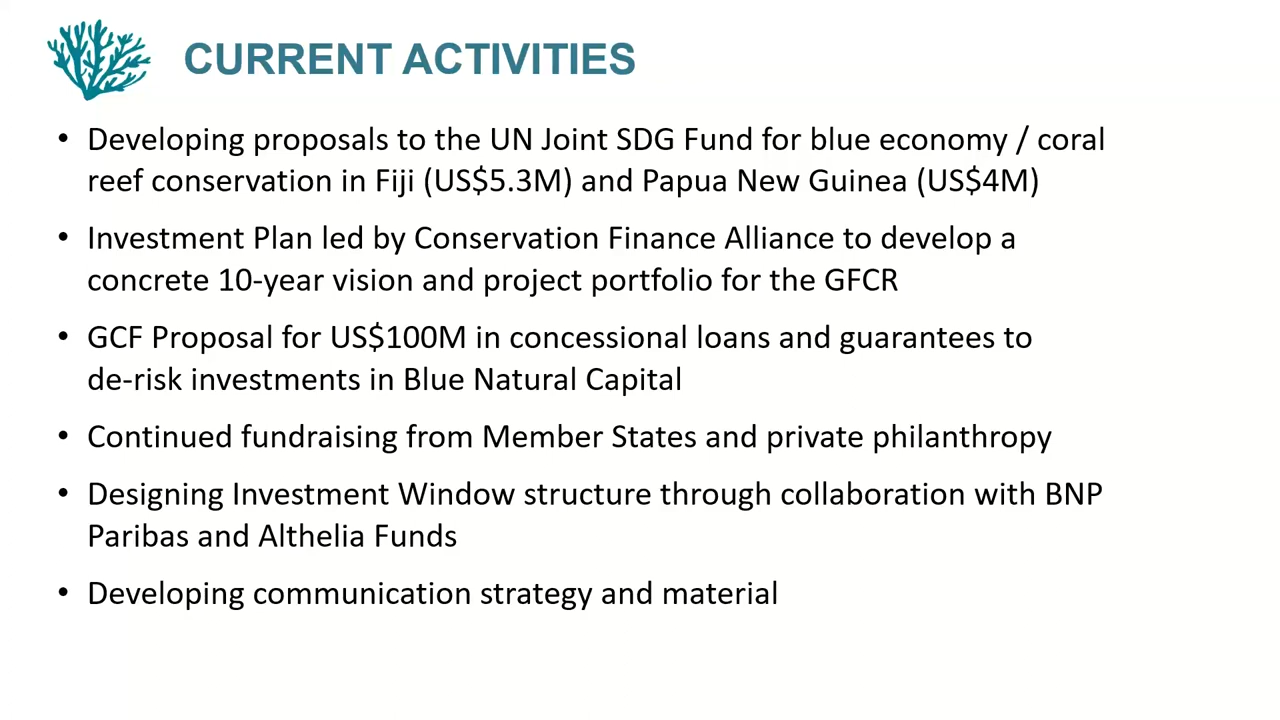 CURRENT ACTIVITIES
• Developing proposals to the UN Joint SDG Fund for blue economy / coral
reef conservation in Fiji (US$5.3M) and Papua New Guinea (US$4M)
• Investment Plan led by Conservation Finance Alliance to develop a
concrete 10-year vision and project portfolio for the GFCR
• GCF Proposal for US$100M in concessional loans and guarantees to
de-risk investments in Blue Natural Capital
• Continued fundraising from Member States and private philanthropy
• Designing Investment Window structure through collaboration with BNP
Paribas and Althelia Funds
• Developing communication strategy and material